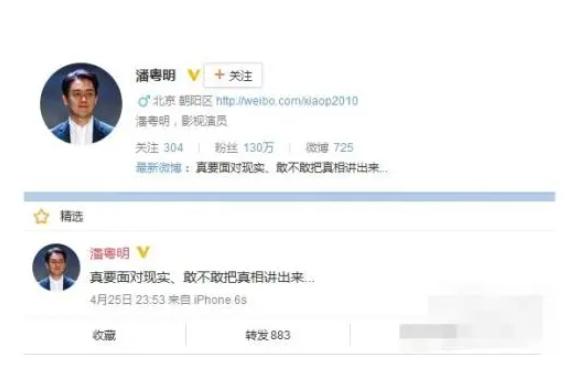 潘粤明 V + 关注
♂ 北京 朝阳区 http://weibo.com/xiaop2010
潘粤明，影视演员
关注 304 | 粉丝 130万 | 微博 725
最新微博：真要面对现实、敢不敢把真相讲出来...
精选
潘粤明 V
真要面对现实、敢不敢把真相讲出来...
4月25日 23:53 来自 iPhone 6s
收藏 转发 883